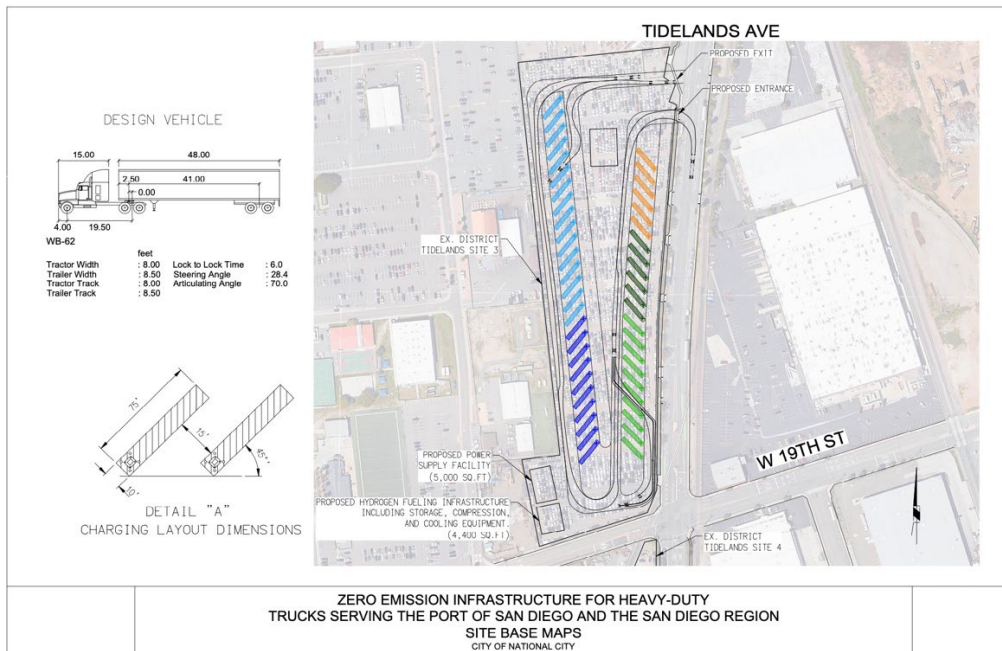 TIDELANDS AVE
PROPOSED EXIT
PROPOSED ENTRANCE
DESIGN VEHICLE
15.00 48.00
2.50 41.00
0.00
4.00 19.50
WB-62
feet
Tractor Width : 8.00 Lock to Lock Time : 6.0
Trailer Width : 8.50 Steering Angle : 28.4
Tractor Track : 8.00 Articulating Angle : 70.0
Trailer Track : 8.50
EX. DISTRICT
TIDELANDS SITE 3
75'
15'
45°
10'
DETAIL "A"
CHARGING LAYOUT DIMENSIONS
PROPOSED POWER
SUPPLY FACILITY
(5,000 SQ.FT)
PROPOSED HYDROGEN FUELING INFRASTRUCTURE
INCLUDING STORAGE, COMPRESSION,
AND COOLING EQUIPMENT.
(4,400 SQ.FT)
W 19TH ST
EX. DISTRICT
TIDELANDS SITE 4
ZERO EMISSION INFRASTRUCTURE FOR HEAVY-DUTY
TRUCKS SERVING THE PORT OF SAN DIEGO AND THE SAN DIEGO REGION
SITE BASE MAPS
CITY OF NATIONAL CITY